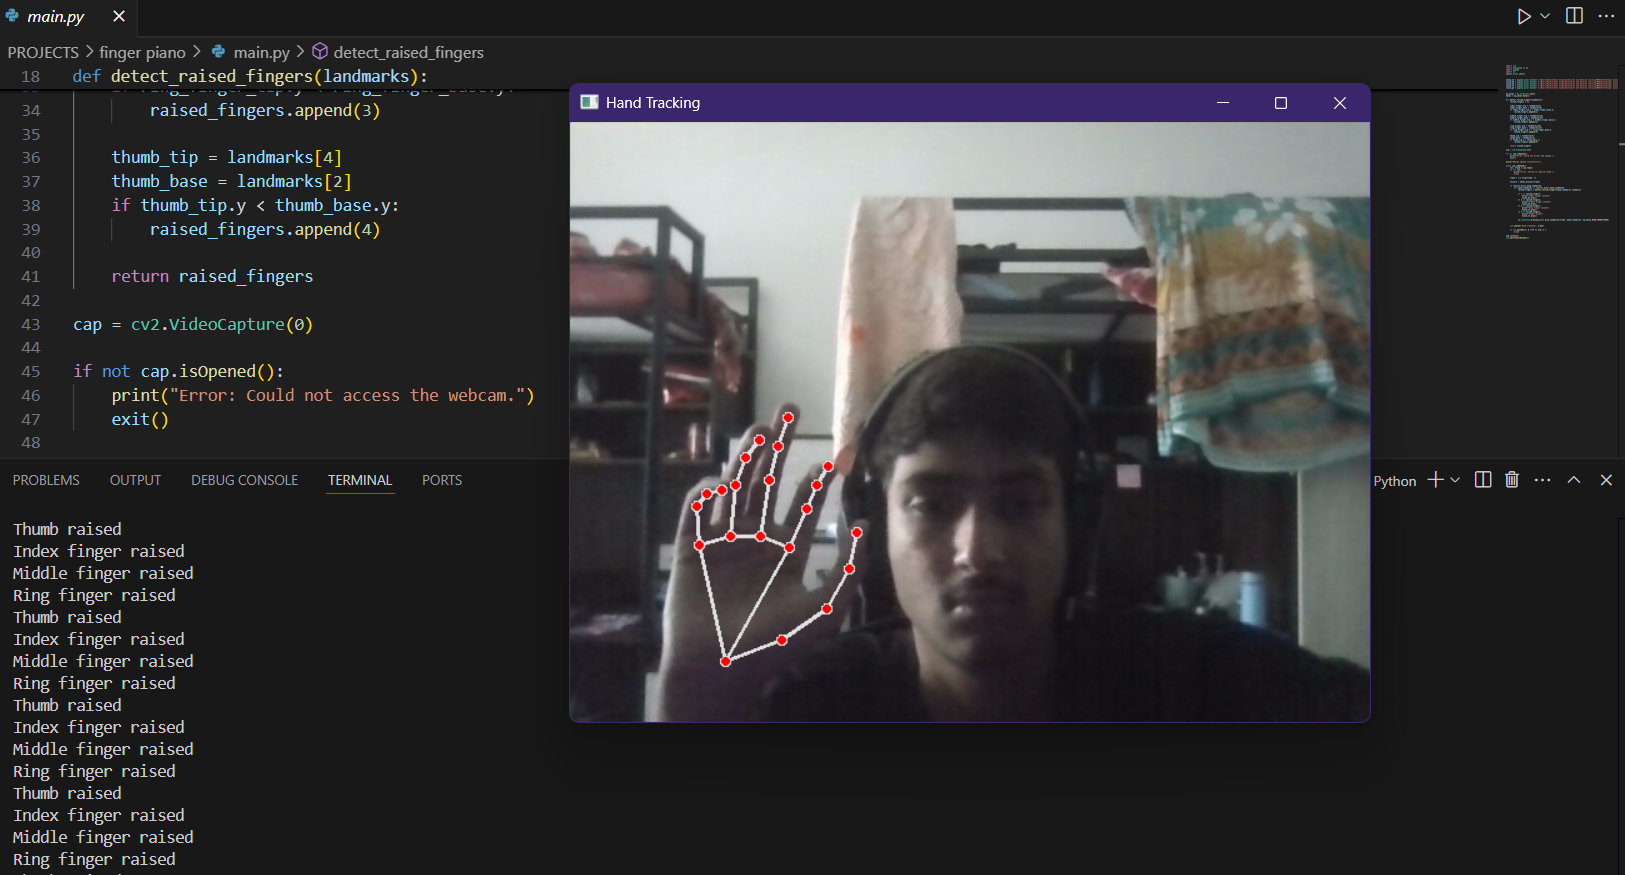 main.py
PROJECTS > finger piano > main.py > detect_raised_fingers
18 def detect_raised_fingers(landmarks):
34 raised_fingers.append(3)
35
36 thumb_tip = landmarks[4]
37 thumb_base = landmarks[2]
38 if thumb_tip.y < thumb_base.y:
39 raised_fingers.append(4)
40
41 return raised_fingers
42
43 cap = cv2.VideoCapture(0)
44
45 if not cap.isOpened():
46 print("Error: Could not access the webcam.")
47 exit()
48
Hand Tracking
PROBLEMS OUTPUT DEBUG CONSOLE TERMINAL PORTS
Python
Thumb raised
Index finger raised
Middle finger raised
Ring finger raised
Thumb raised
Index finger raised
Middle finger raised
Ring finger raised
Thumb raised
Index finger raised
Middle finger raised
Ring finger raised
Thumb raised
Index finger raised
Middle finger raised
Ring finger raised